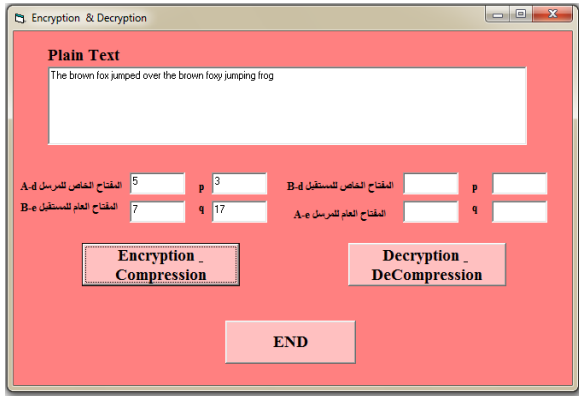 Encryption & Decryption
Plain Text
The brown fox jumped over the brown foxy jumping frog
A-d المفتاح الخاص للمرسل 5 p 3
B-d المفتاح الخاص للمستقبل p
B-e المفتاح العام للمستقبل 7 q 17
A-e المفتاح العام للمرسل q
Encryption _
Compression
Decryption _
DeCompression
END